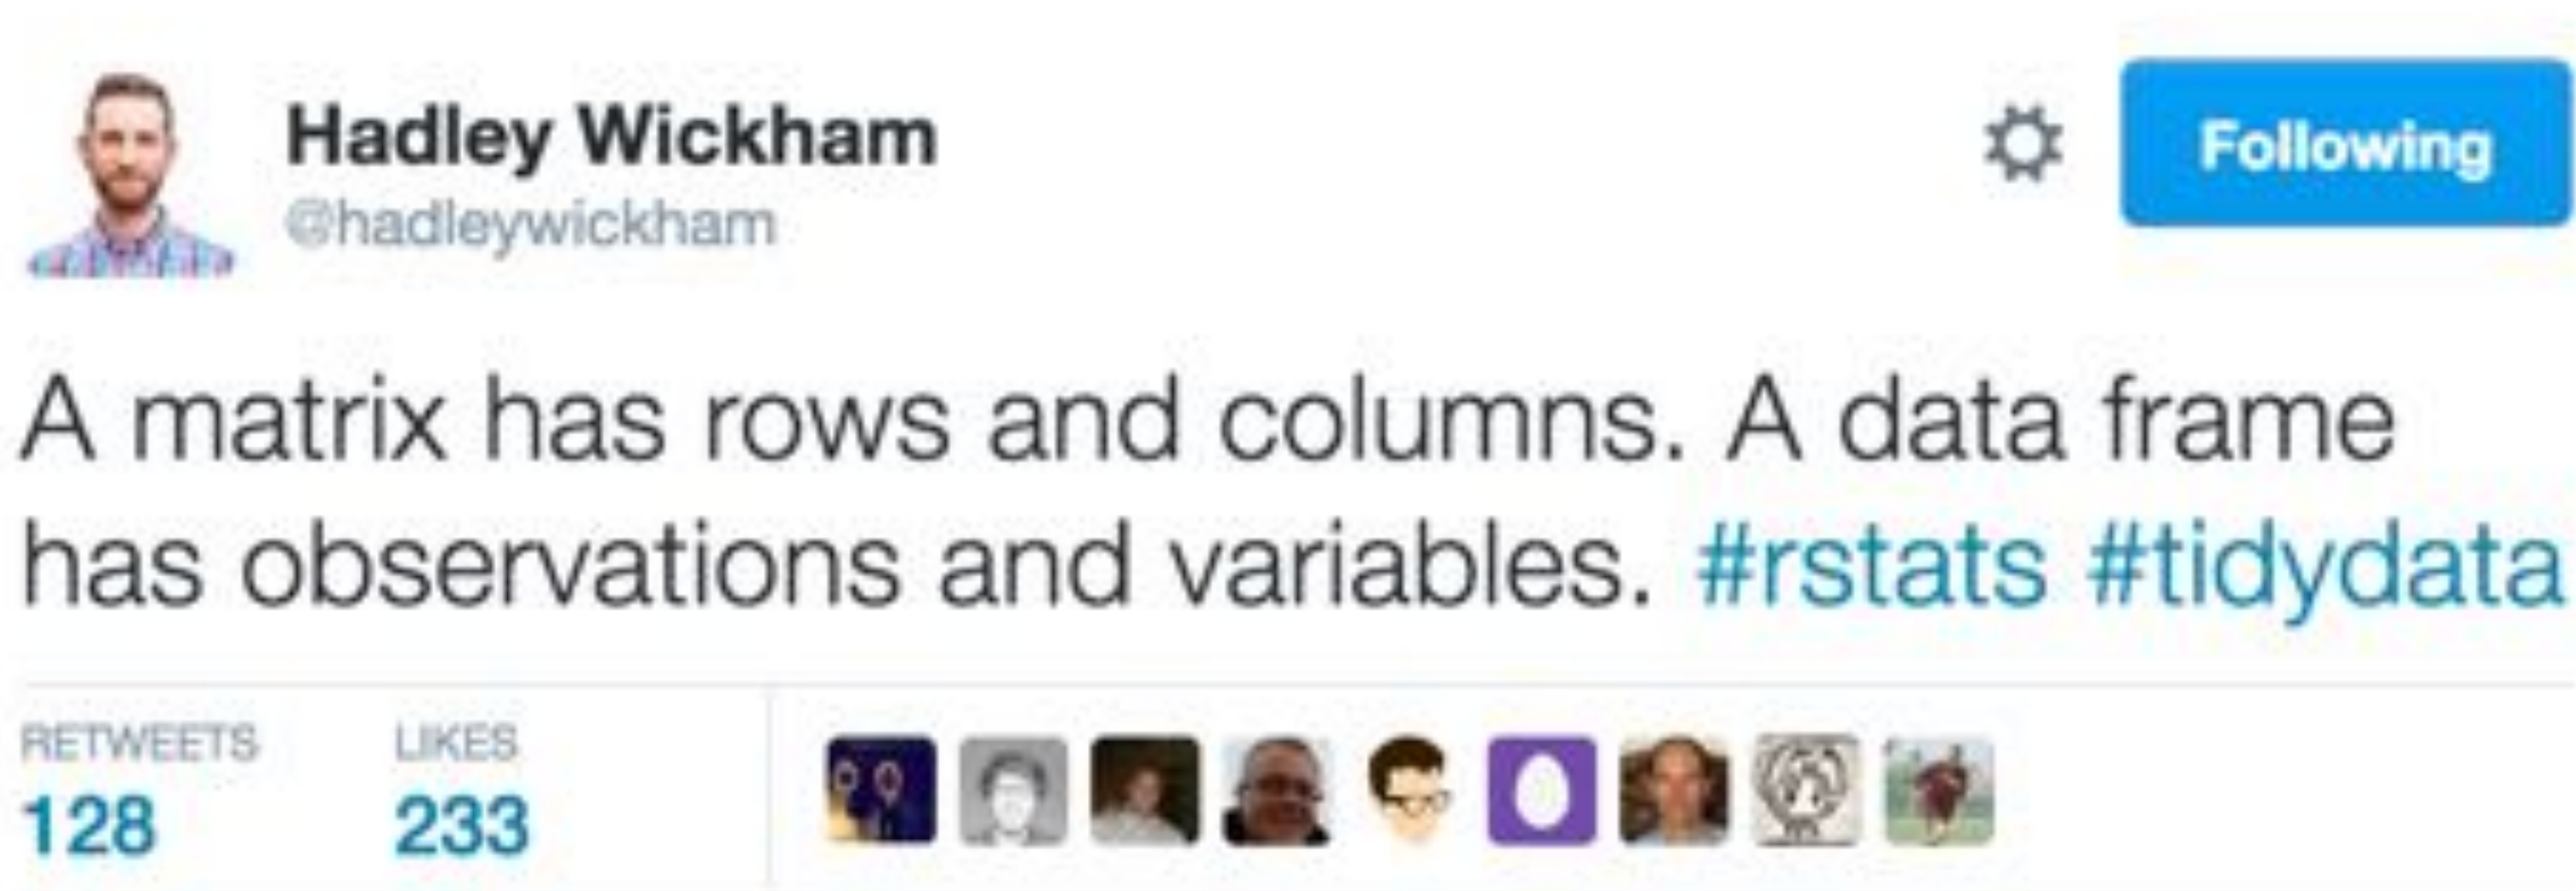 Hadley Wickham
@hadleywickham
Following
A matrix has rows and columns. A data frame
has observations and variables. #rstats #tidydata
RETWEETS
128
LIKES
233